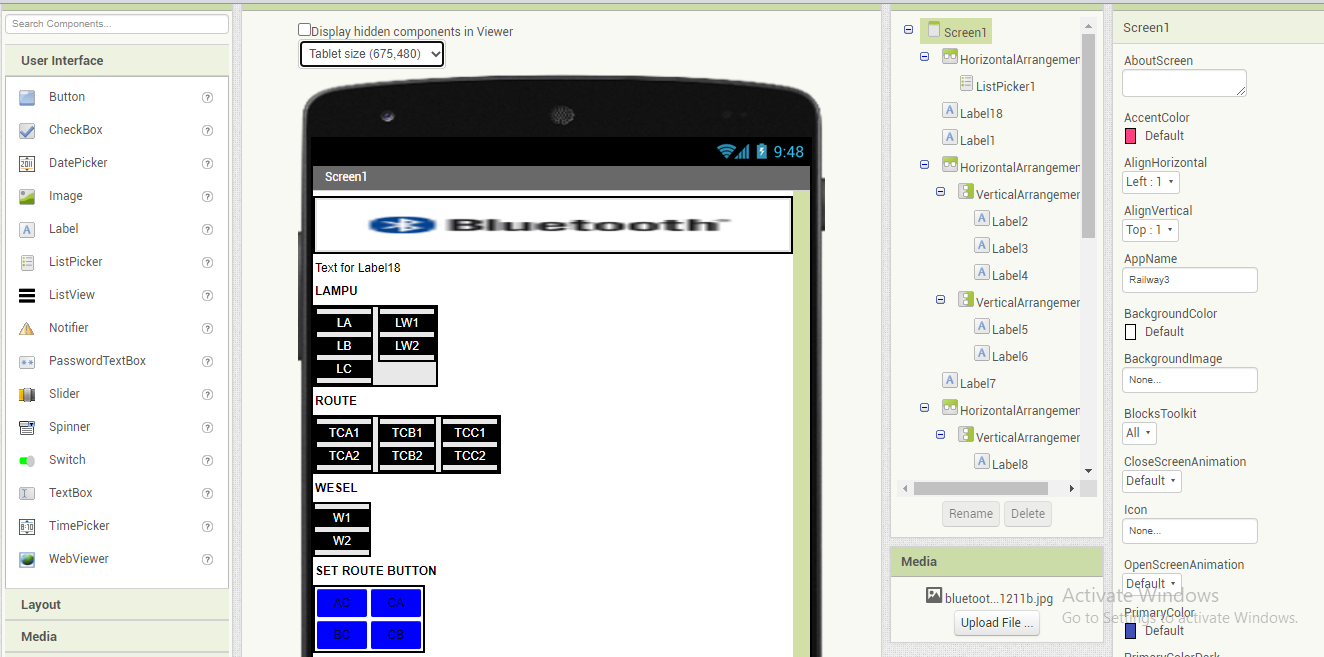 Search Components...
User Interface
Button
?
CheckBox
?
DatePicker
?
Image
?
Label
?
ListPicker
?
ListView
?
Notifier
?
PasswordTextBox
?
Slider
?
Spinner
?
Switch
?
TextBox
?
TimePicker
?
WebViewer
?
Layout
Media
Display hidden components in Viewer
Tablet size (675,480)
9:48
Screen1
Bluetooth™
Text for Label18
LAMPU
LA LW1
LB LW2
LC
ROUTE
TCA1 TCB1 TCC1
TCA2 TCB2 TCC2
WESEL
W1
W2
SET ROUTE BUTTON
AC CA
BC CB
Screen1
HorizontalArrangemer
ListPicker1
Label18
Label1
HorizontalArrangemer
VerticalArrangemer
Label2
Label3
Label4
VerticalArrangemer
Label5
Label6
Label7
HorizontalArrangemer
VerticalArrangemer
Label8
Rename Delete
Media
bluetoot...1211b.jpg
Upload File ...
Screen1
AboutScreen
AccentColor
Default
AlignHorizontal
Left : 1
AlignVertical
Top : 1
AppName
Railway3
BackgroundColor
Default
BackgroundImage
None...
BlocksToolkit
All
CloseScreenAnimation
Default
Icon
None...
OpenScreenAnimation
Default
PrimaryColor
Default
PrimaryColorDark
Activate Windows
Go to Settings to activate Windows.